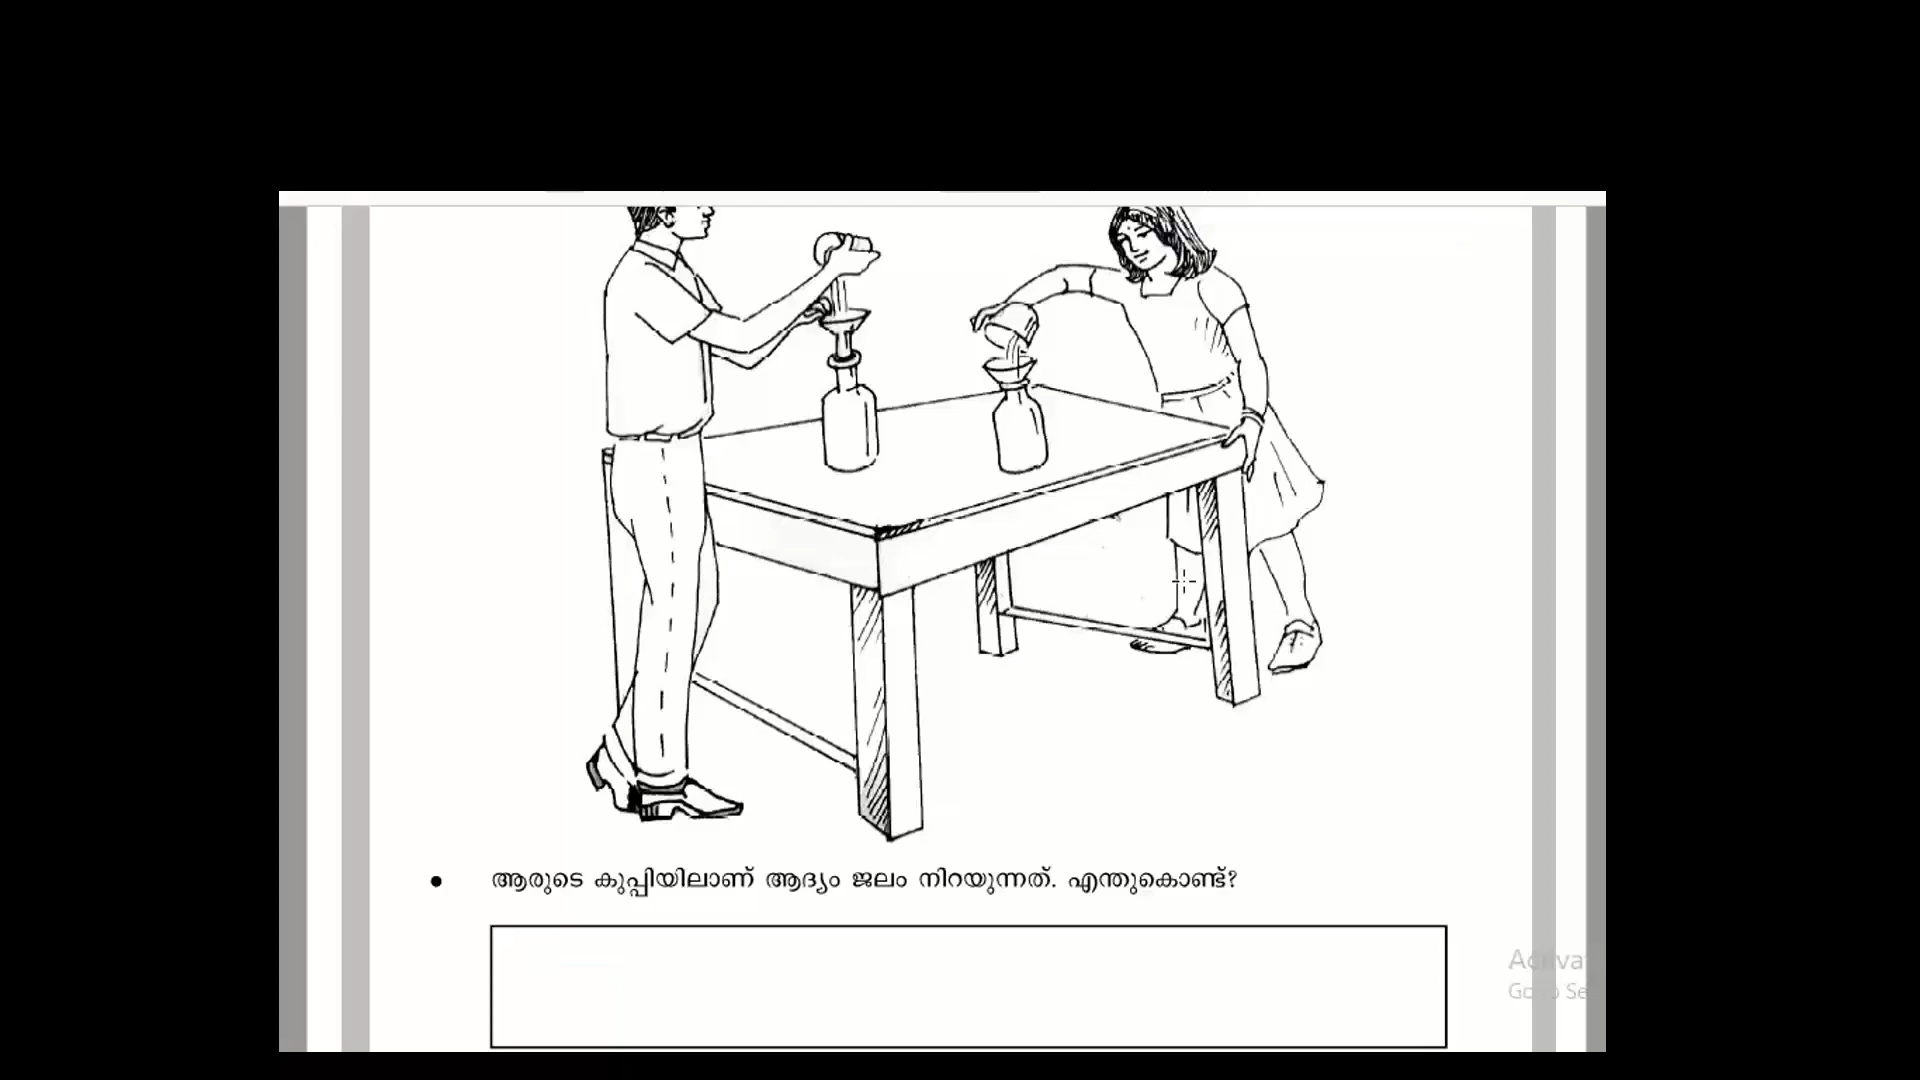 • ആരുടെ കുപ്പിയിലാണ് ആദ്യം ജലം നിറയുന്നത്. എന്തുകൊണ്ട്?